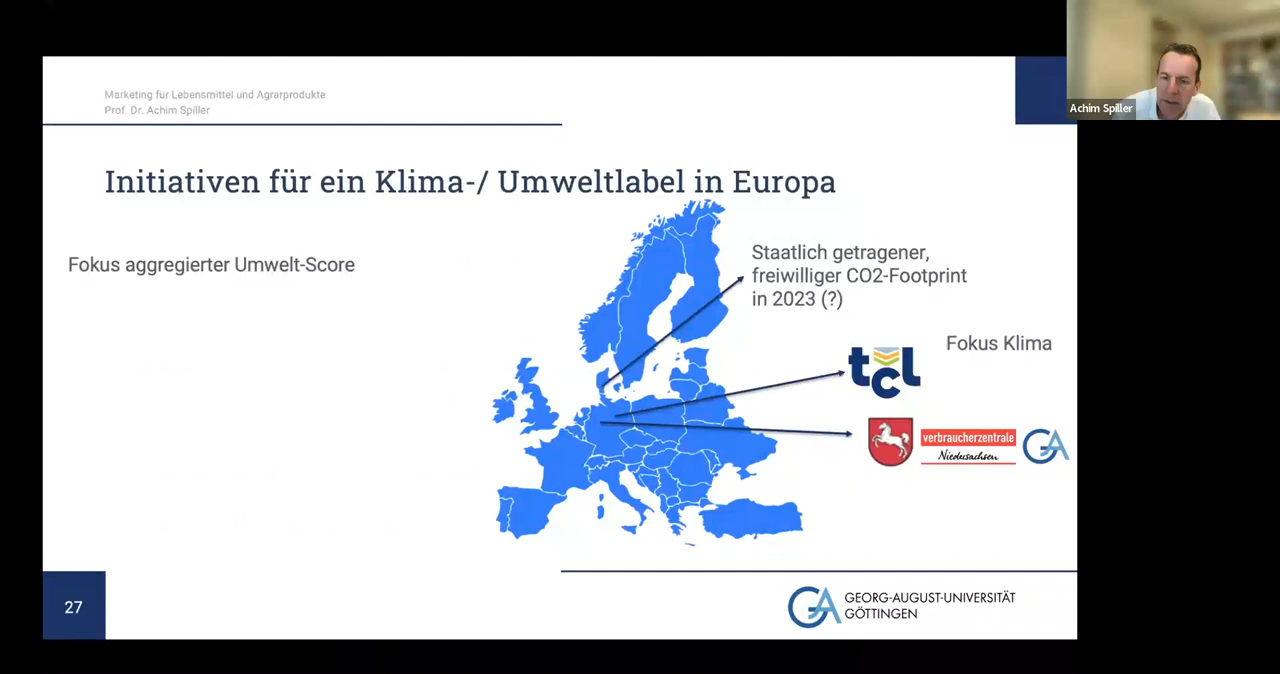 Marketing für Lebensmittel und Agrarprodukte
Prof. Dr. Achim Spiller
Achim Spiller
Initiativen für ein Klima-/ Umweltlabel in Europa
Fokus aggregierter Umwelt-Score
Staatlich getragener,
freiwilliger CO2-Footprint
in 2023 (?)
Fokus Klima
tcl
verbraucherzentrale
Niedersachsen
GA
27
GA
GEORG-AUGUST-UNIVERSITÄT
GÖTTINGEN